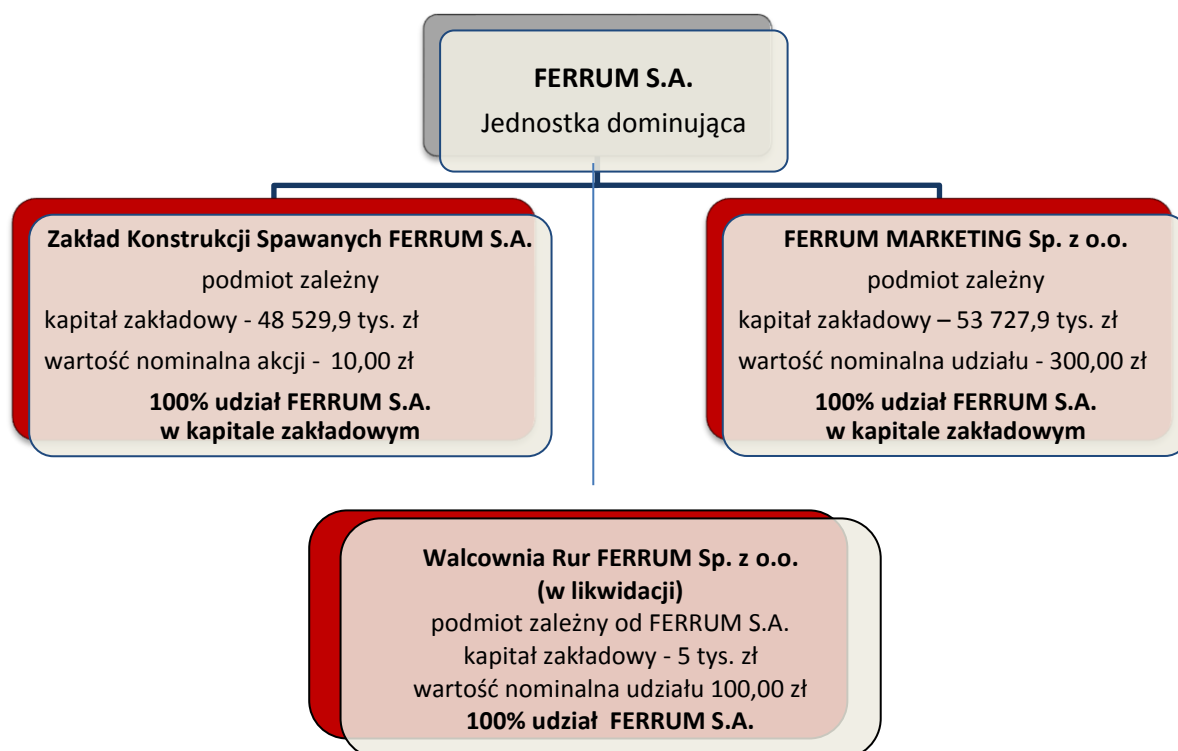 FERRUM S.A.
Jednostka dominująca
Zakład Konstrukcji Spawanych FERRUM S.A.
podmiot zależny
kapitał zakładowy - 48 529,9 tys. zł
wartość nominalna akcji - 10,00 zł
100% udział FERRUM S.A.
w kapitale zakładowym
FERRUM MARKETING Sp. z o.o.
podmiot zależny
kapitał zakładowy – 53 727,9 tys. zł
wartość nominalna udziału - 300,00 zł
100% udział FERRUM S.A.
w kapitale zakładowym
Walcownia Rur FERRUM Sp. z o.o.
(w likwidacji)
podmiot zależny od FERRUM S.A.
kapitał zakładowy - 5 tys. zł
wartość nominalna udziału 100,00 zł
100% udział FERRUM S.A.